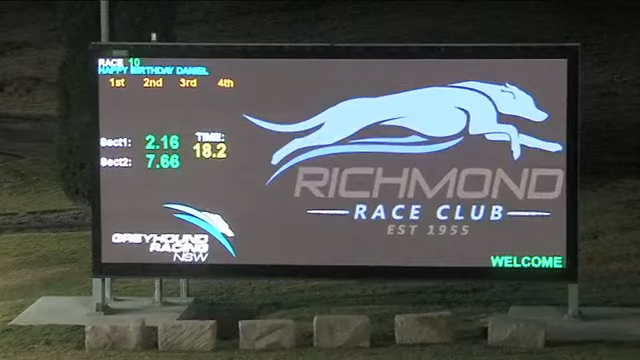 RACE 10
HAPPY BIRTHDAY DANIEL
1st 2nd 3rd 4th
Sect1: 2.16
Sect2: 7.66
TIME:
18.2
RICHMOND
RACE CLUB
EST 1955
GREYHOUND
RACING
NSW
WELCOME